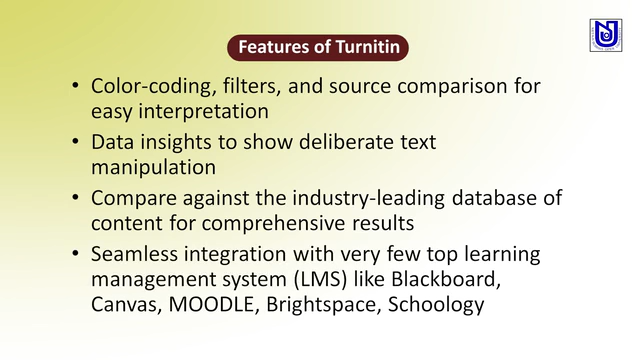 Features of Turnitin
• Color-coding, filters, and source comparison for
easy interpretation
• Data insights to show deliberate text
manipulation
• Compare against the industry-leading database of
content for comprehensive results
• Seamless integration with very few top learning
management system (LMS) like Blackboard,
Canvas, MOODLE, Brightspace, Schoology